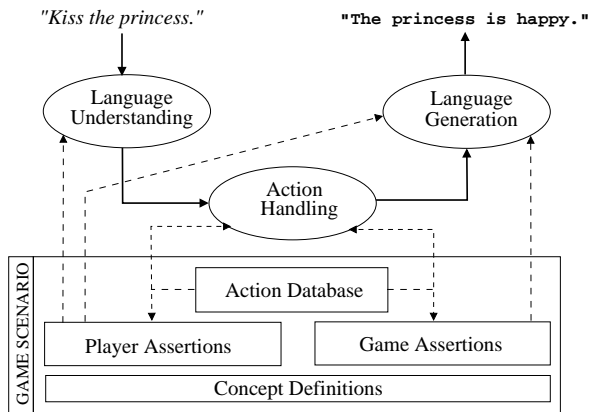 "Kiss the princess."
"The princess is happy."
Language
Understanding
Language
Generation
Action
Handling
GAME SCENARIO
Action Database
Player Assertions
Game Assertions
Concept Definitions